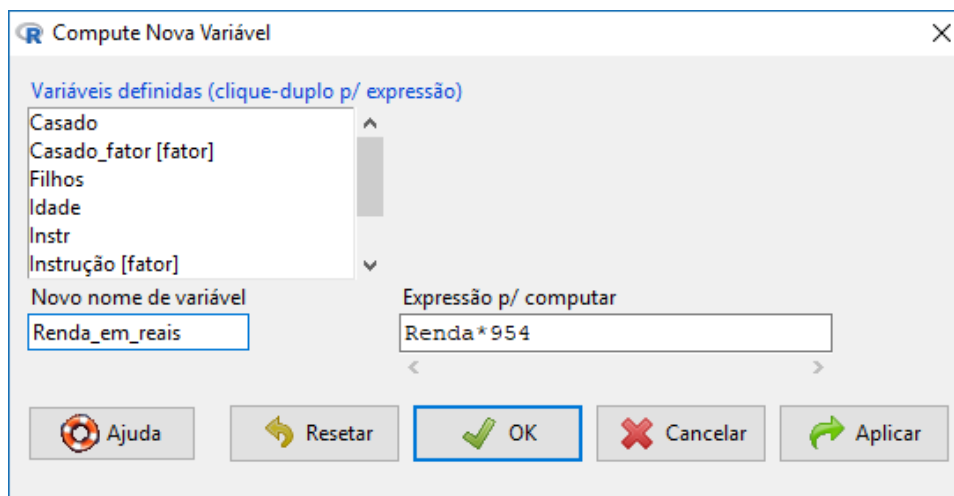 Compute Nova Variável
Variáveis definidas (clique-duplo p/ expressão)
Casado
Casado_fator [fator]
Filhos
Idade
Instr
Instrução [fator]
Novo nome de variável
Expressão p/ computar
Renda_em_reais
Renda*954
Ajuda
Resetar
OK
Cancelar
Aplicar